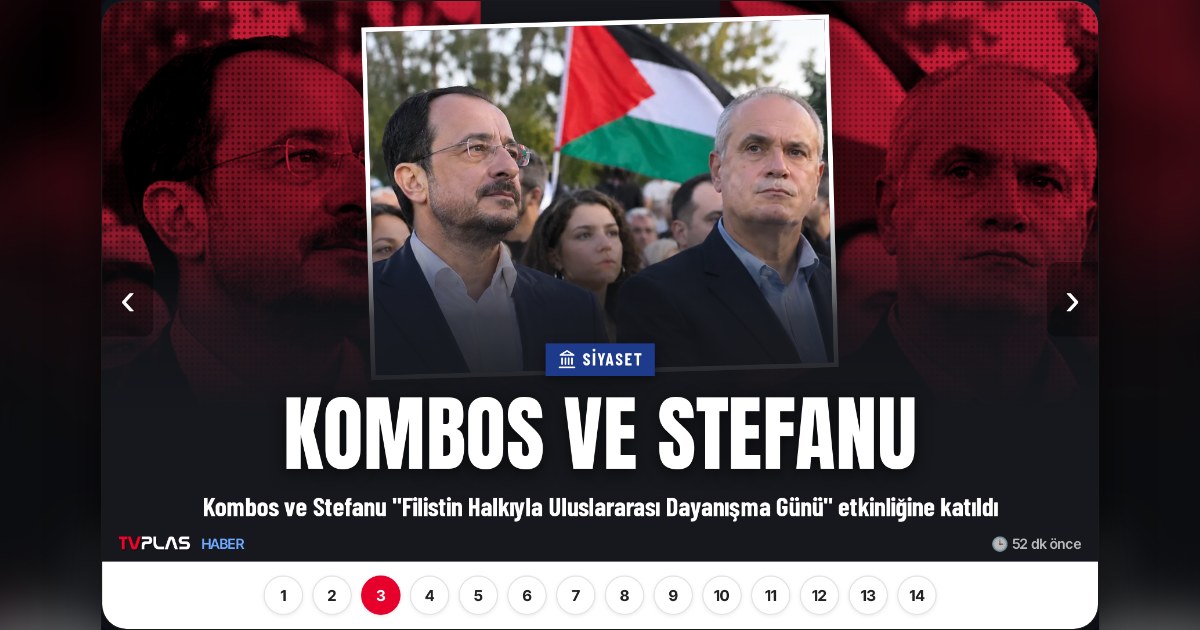 SİYASET
KOMBOS VE STEFANU
Kombos ve Stefanu "Filistin Halkıyla Uluslararası Dayanışma Günü" etkinliğine katıldı
TVPLAS HABER
52 dk önce
1 2 3 4 5 6 7 8 9 10 11 12 13 14